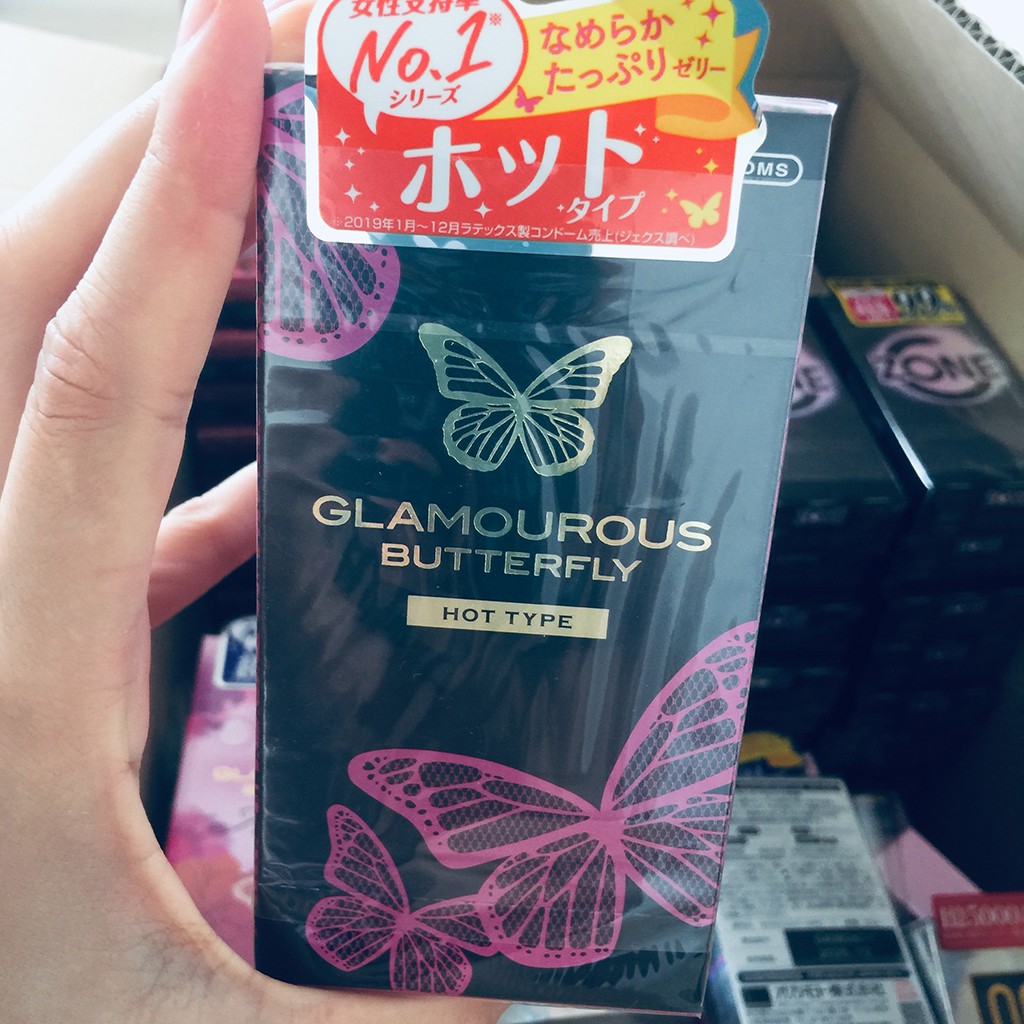 女性支持率
No.1※
シリーズ
なめらか
たっぷりゼリー
ホット
タイプ
※2019年1月～12月ラテックス製コンドーム売上(ジェクス調べ)
OMS
GLAMOUROUS
BUTTERFLY
HOT TYPE
ZONE